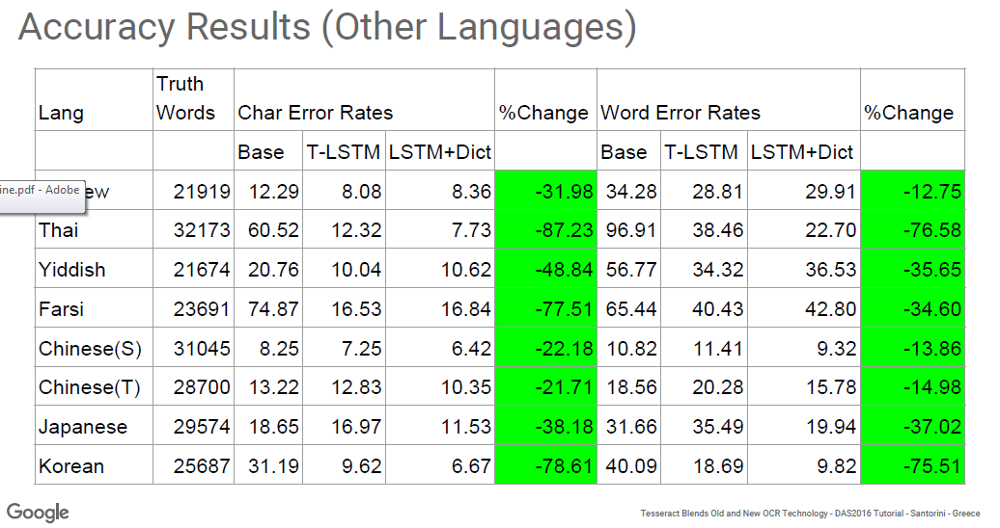 Accuracy Results (Other Languages)
Truth
Lang Words Char Error Rates %Change Word Error Rates %Change
Base T-LSTM LSTM+Dict Base T-LSTM LSTM+Dict
ine.pdf - Adobe ew 21919 12.29 8.08 8.36 -31.98 34.28 28.81 29.91 -12.75
Thai 32173 60.52 12.32 7.73 -87.23 96.91 38.46 22.70 -76.58
Yiddish 21674 20.76 10.04 10.62 -48.84 56.77 34.32 36.53 -35.65
Farsi 23691 74.87 16.53 16.84 -77.51 65.44 40.43 42.80 -34.60
Chinese(S) 31045 8.25 7.25 6.42 -22.18 10.82 11.41 9.32 -13.86
Chinese(T) 28700 13.22 12.83 10.35 -21.71 18.56 20.28 15.78 -14.98
Japanese 29574 18.65 16.97 11.53 -38.18 31.66 35.49 19.94 -37.02
Korean 25687 31.19 9.62 6.67 -78.61 40.09 18.69 9.82 -75.51
Google
Tesseract Blends Old and New OCR Technology - DAS2016 Tutorial - Santorini - Greece